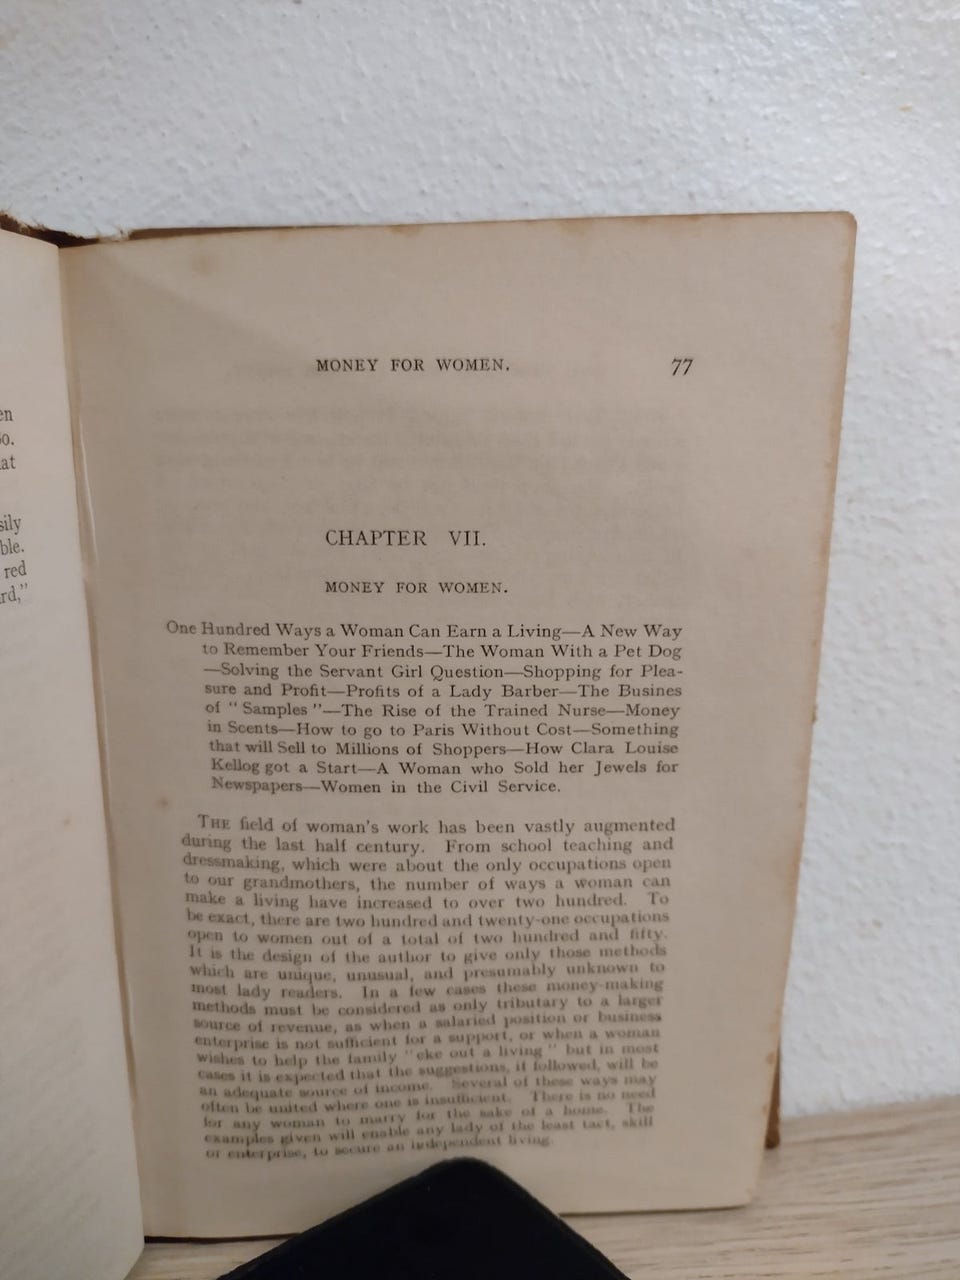 en
o.
at
sily
ble.
red
rd,"
MONEY FOR WOMEN. 77
CHAPTER VII.
MONEY FOR WOMEN.
One Hundred Ways a Woman Can Earn a Living—A New Way
to Remember Your Friends—The Woman With a Pet Dog
—Solving the Servant Girl Question—Shopping for Plea-
sure and Profit—Profits of a Lady Barber—The Busines
of "Samples"—The Rise of the Trained Nurse—Money
in Scents—How to go to Paris Without Cost—Something
that will Sell to Millions of Shoppers—How Clara Louise
Kellog got a Start—A Woman who Sold her Jewels for
Newspapers—Women in the Civil Service.
THE field of woman's work has been vastly augmented
during the last half century. From school teaching and
dressmaking, which were about the only occupations open
to our grandmothers, the number of ways a woman can
make a living have increased to over two hundred. To
be exact, there are two hundred and twenty-one occupations
open to women out of a total of two hundred and fifty.
It is the design of the author to give only those methods
which are unique, unusual, and presumably unknown to
most lady readers. In a few cases these money-making
methods must be considered as only tributary to a larger
source of revenue, as when a salaried position or business
enterprise is not sufficient for a support, or when a woman
wishes to help the family "eke out a living" but in most
cases it is expected that the suggestions, if followed, will be
an adequate source of income. Several of these ways may
often be united where one is insufficient. There is no need
for any woman to marry for the sake of a home. The
examples given will enable any lady of the least tact, skill
or enterprise, to secure an independent living.